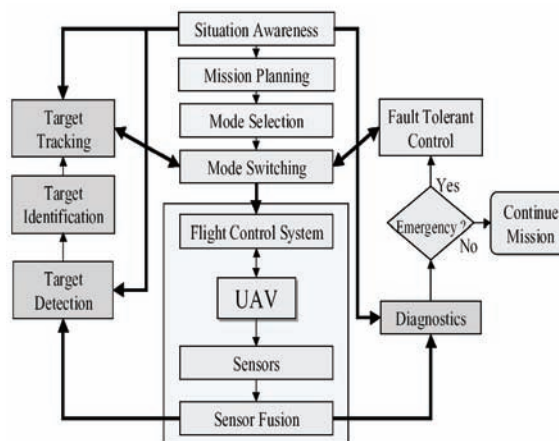 Situation Awareness
Mission Planning
Mode Selection
Mode Switching
Target
Tracking
Target
Identification
Target
Detection
Fault Tolerant
Control
Yes
Emergency ?
No
Continue
Mission
Diagnostics
Flight Control System
UAV
Sensors
Sensor Fusion